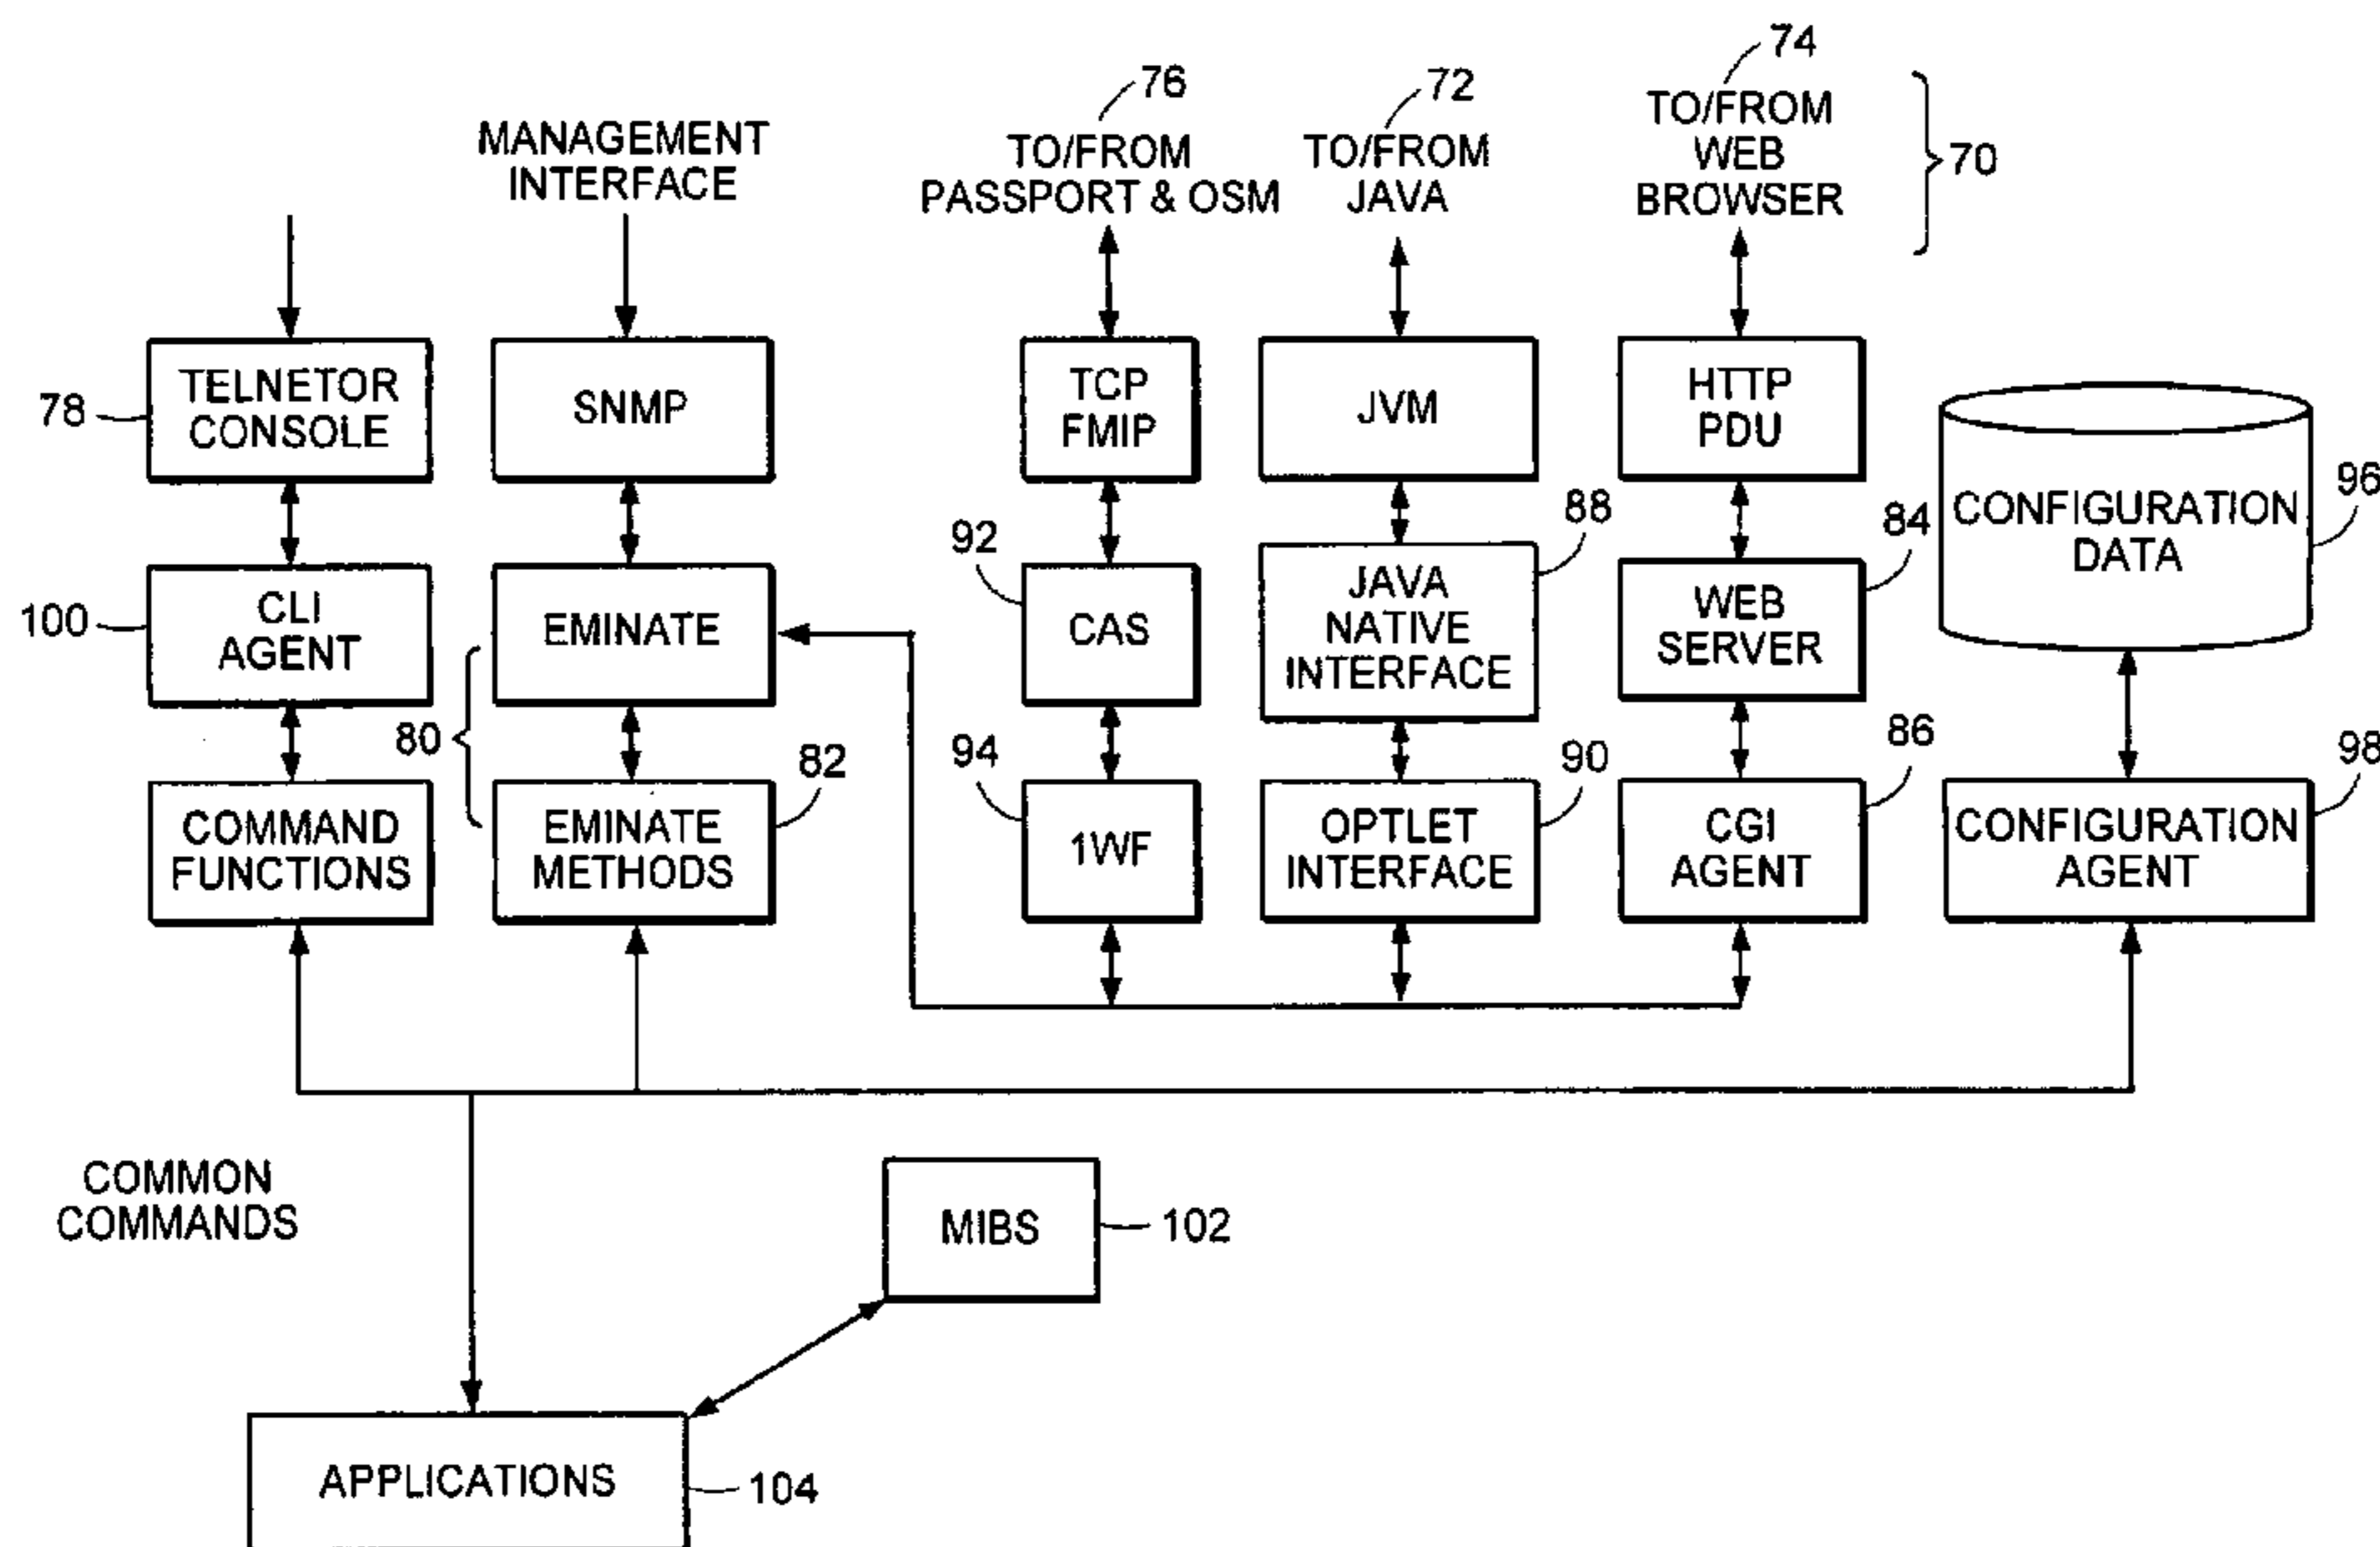 74
76
72
TO/FROM
WEB
BROWSER
70
MANAGEMENT
INTERFACE
TO/FROM
PASSPORT & OSM
TO/FROM
JAVA
78
TELNETOR
CONSOLE
SNMP
TCP
FMIP
JVM
HTTP
PDU
CONFIGURATION
DATA
96
92
88
84
100
CLI
AGENT
EMINATE
CAS
JAVA
NATIVE
INTERFACE
WEB
SERVER
80
82
94
90
86
98
COMMAND
FUNCTIONS
EMINATE
METHODS
1WF
OPTLET
INTERFACE
CGI
AGENT
CONFIGURATION
AGENT
COMMON
COMMANDS
MIBS
102
APPLICATIONS
104